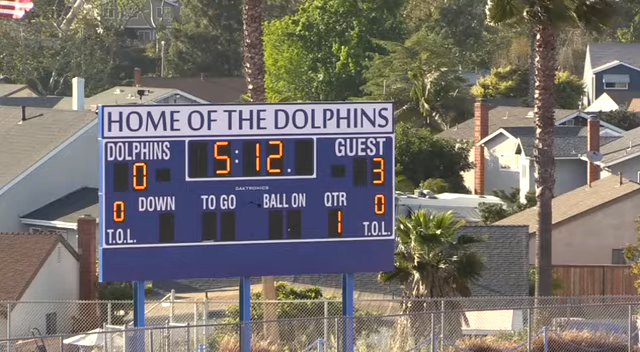 HOME OF THE DOLPHINS
DOLPHINS 5:12. GUEST
0 DAKTRONICS 3
0 DOWN TO GO BALL ON QTR 0
T.O.L. 1 T.O.L.